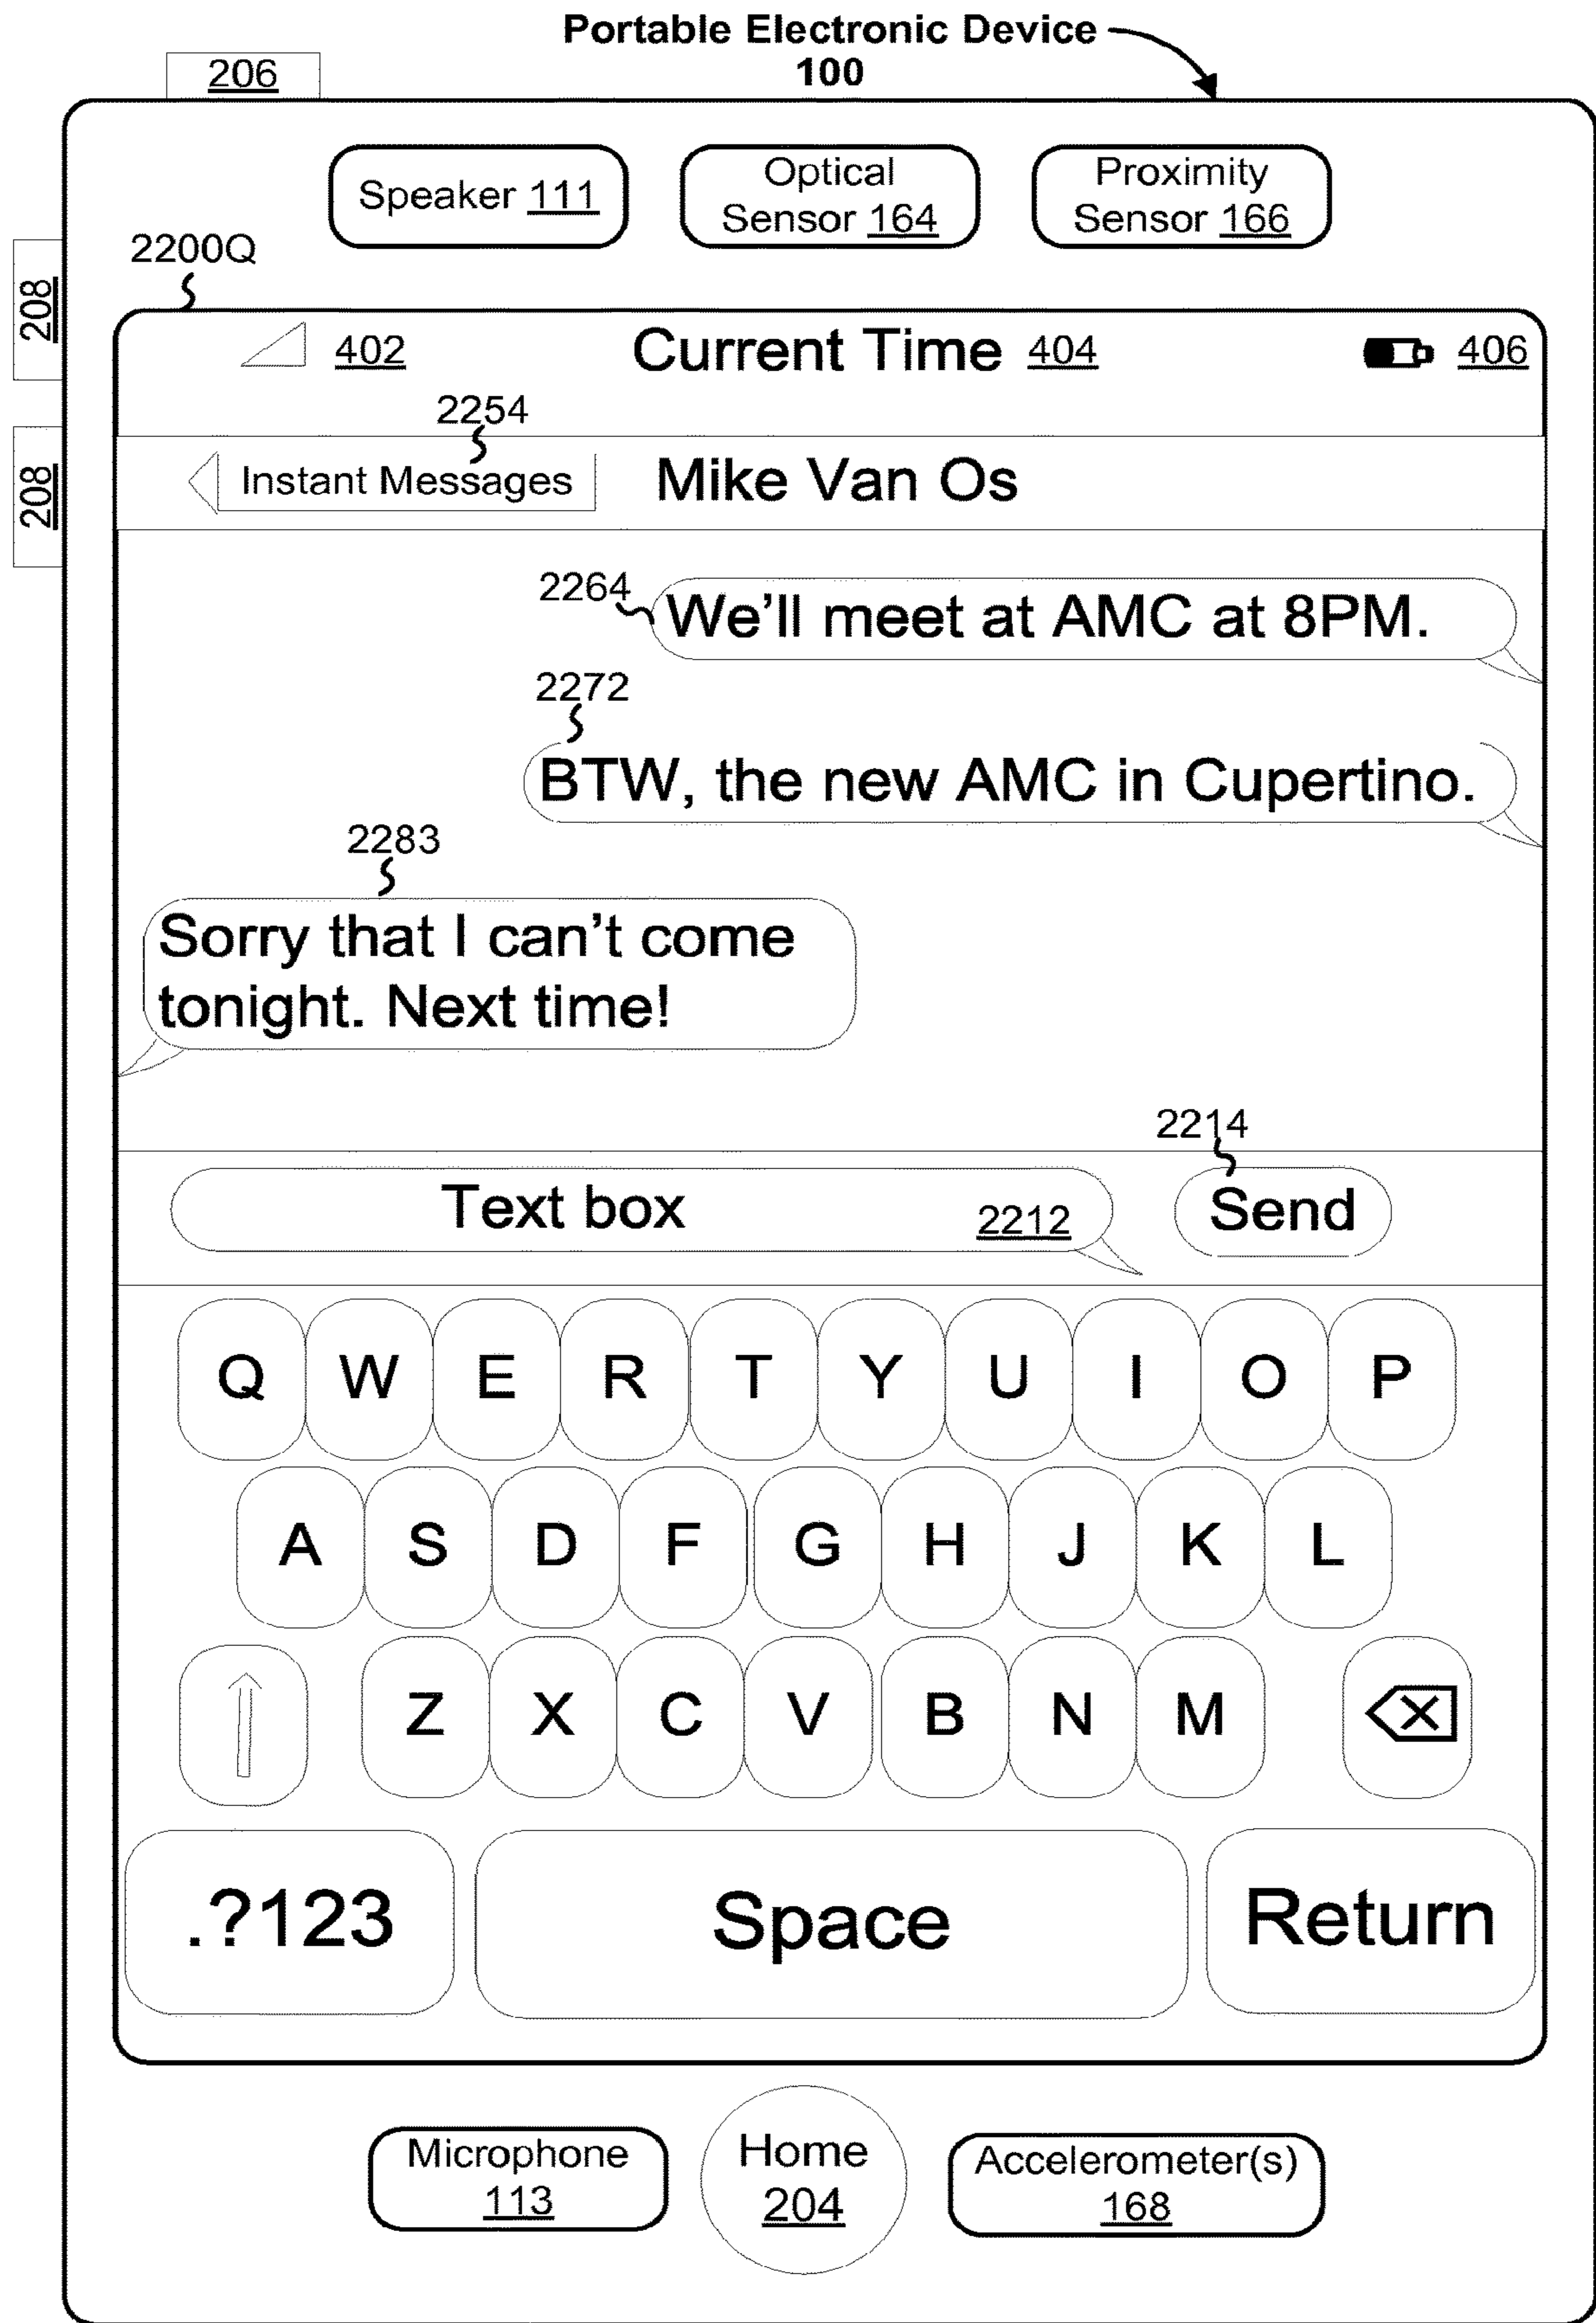 Portable Electronic Device
100
206
Speaker 111
Optical
Sensor 164
Proximity
Sensor 166
2200Q
208
402
Current Time 404
406
2254
208
Instant Messages
Mike Van Os
2264
We'll meet at AMC at 8PM.
2272
BTW, the new AMC in Cupertino.
2283
Sorry that I can't come
tonight. Next time!
2214
Text box
2212
Send
Q W E R T Y U I O P
A S D F G H J K L
Z X C V B N M
.?123
Space
Return
Microphone
113
Home
204
Accelerometer(s)
168